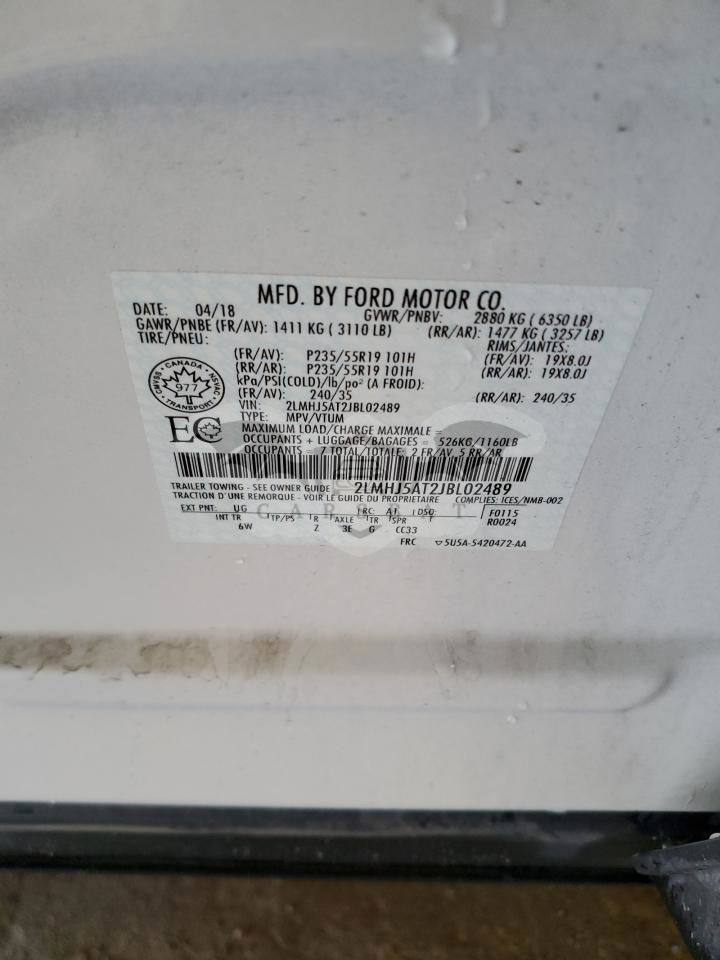 MFD. BY FORD MOTOR CO.
DATE: 04/18 GVWR/PNBV: 2880 KG ( 6350 LB)
GAWR/PNBE (FR/AV): 1411 KG ( 3110 LB) (RR/AR): 1477 KG ( 3257 LB)
TIRE/PNEU: RIMS/JANTES:
(FR/AV): P235/55R19 101H 19X8.0J
(RR/AR): P235/55R19 101H (RR/AR): 19X8.0J
kPa/PSI(COLD)/lb/po² (A FROID):
(FR/AV): 240/35 (RR/AR): 240/35
VIN: 2LMHJ5AT2JBL02489
TYPE: MPV/VTUM
MAXIMUM LOAD/CHARGE MAXIMALE =
OCCUPANTS + LUGGAGE/BAGAGES - 526KG/1160LB
OCCUPANTS = 7 TOTAL/TOTALE: 2 FR/AV, 5 RR/AR
CANADA
CMVSS NSVAC
977
TRANSPORT
EC
2LMHJ5AT2JBL02489
TRAILER TOWING - SEE OWNER GUIDE
TRACTION D'UNE REMORQUE - VOIR LE GUIDE DU PROPRIETAIRE COMPLIES: ICES/NMB-002
EXT PNT: UG RC: A1 DSO: F0115
INT TR TP/PS R AXLE TR SPR R0024
6W Z 3E G CC33
FRC ▽5U5A-5420472-AA